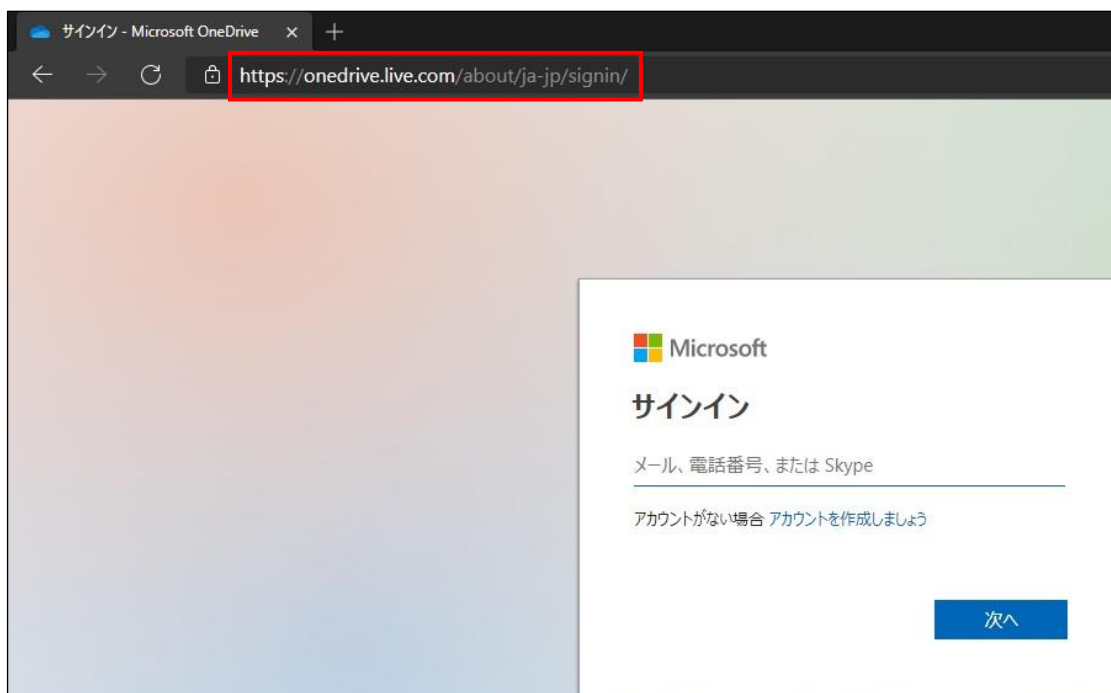 サインイン - Microsoft OneDrive
https://onedrive.live.com/about/ja-jp/signin/
Microsoft
サインイン
メール、電話番号、または Skype
アカウントがない場合 アカウントを作成しましょう
次へ